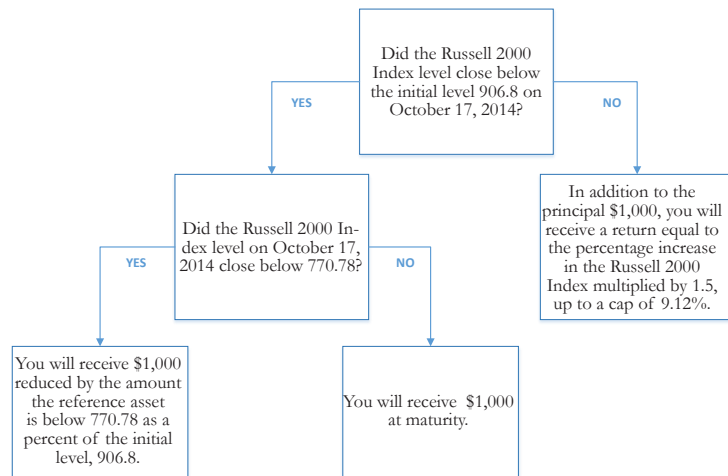 Did the Russell 2000
Index level close below
the initial level 906.8 on
October 17, 2014?
YES
NO
Did the Russell 2000 In-
dex level on October 17,
2014 close below 770.78?
In addition to the
principal $1,000, you will
receive a return equal to
the percentage increase
in the Russell 2000
Index multiplied by 1.5,
up to a cap of 9.12%.
YES
NO
You will receive $1,000
reduced by the amount
the reference asset
is below 770.78 as a
percent of the initial
level, 906.8.
You will receive $1,000
at maturity.